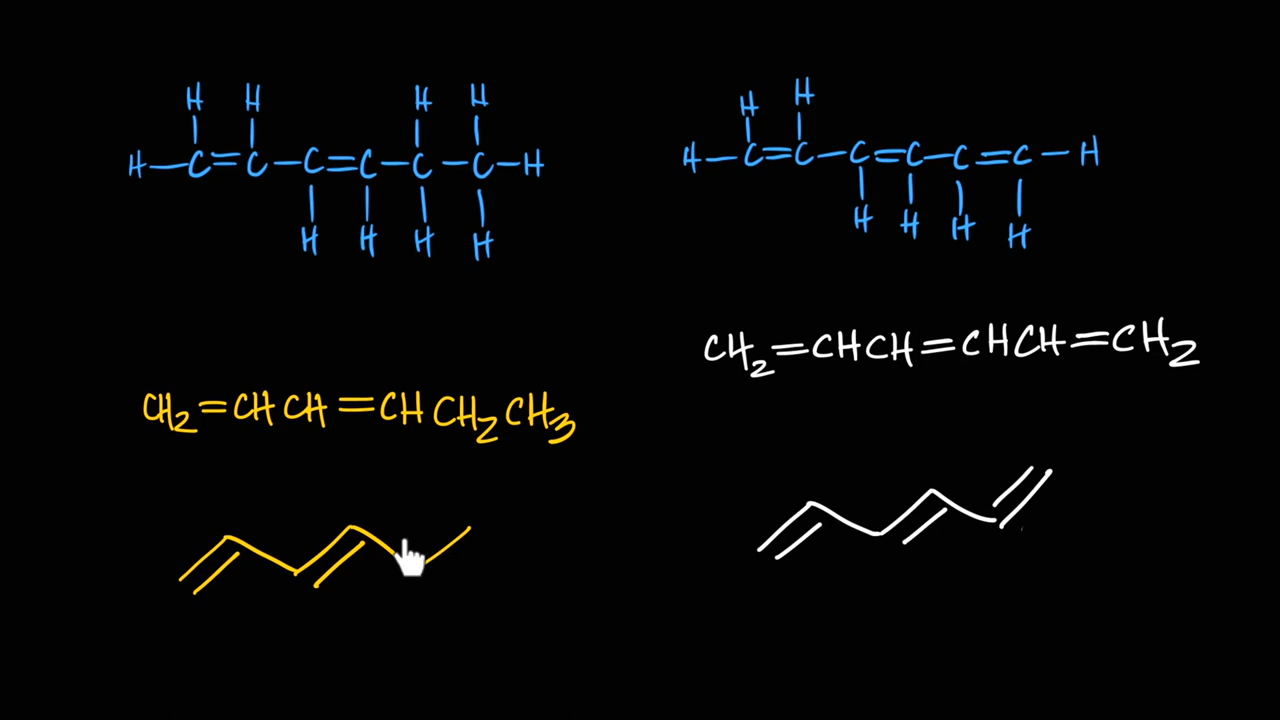 H H H H
H—C=C—C=C—C—C—H
H H H H
H H
H—C=C—C=C—C=C—H
H H H H
CH₂=CHCH=CHCH=CH₂
CH₂=CHCH=CHCH₂CH₃